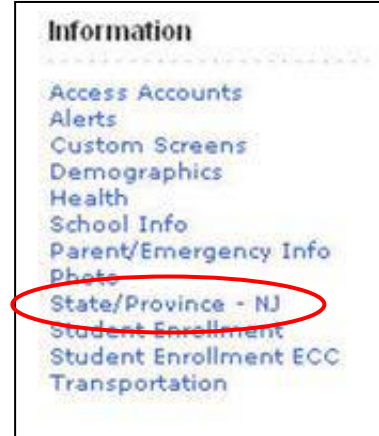 Information
Access Accounts
Alerts
Custom Screens
Demographics
Health
School Info
Parent/Emergency Info
Photo
State/Province - NJ
Student Enrollment
Student Enrollment ECC
Transportation